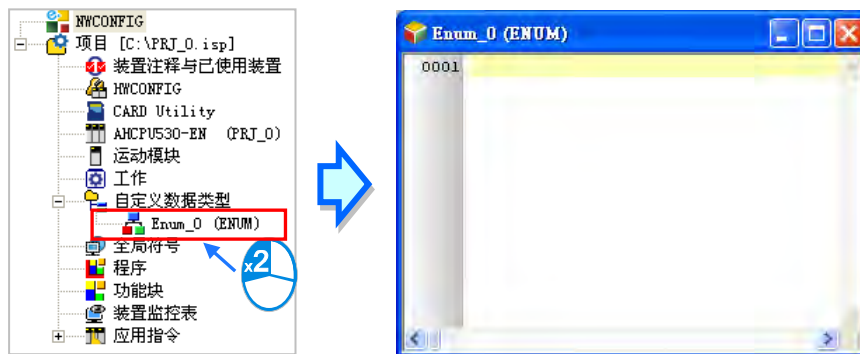 NWCONFIG
项目 [C:\PRJ_0.isp]
装置注释与已使用装置
HWCONFIG
CARD Utility
AHCPU530-EN (PRJ_0)
运动模块
工作
自定义数据类型
Enum_0 (ENUM)
全局符号
程序
功能块
装置监控表
应用指令
x2
Enum_0 (ENUM)
0001